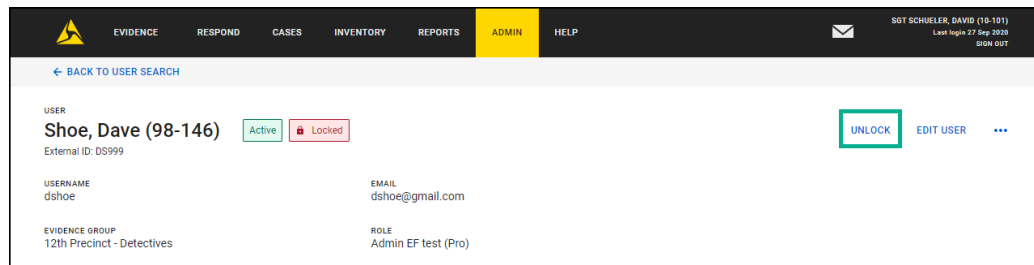 EVIDENCE RESPOND CASES INVENTORY REPORTS ADMIN HELP
SGT SCHUELER, DAVID (10-101)
Last login 27 Sep 2020
SIGN OUT
← BACK TO USER SEARCH
USER
Shoe, Dave (98-146) Active Locked
UNLOCK EDIT USER •••
External ID: DS999
USERNAME EMAIL
dshoe dshoe@gmail.com
EVIDENCE GROUP ROLE
12th Precinct - Detectives Admin EF test (Pro)